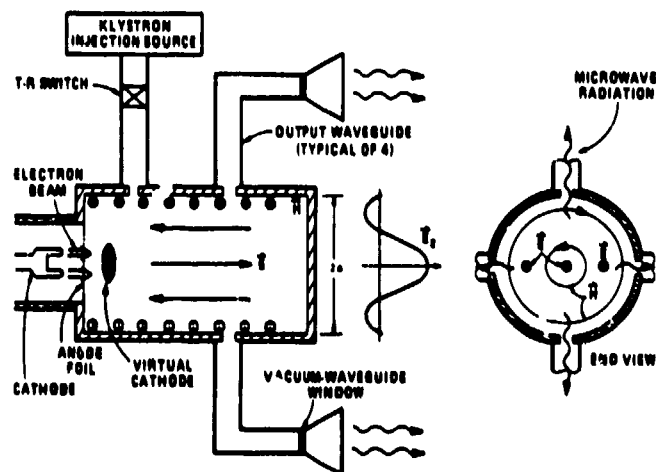 KLYSTRON
INJECTION SOURCE
T-R SWITCH
MICROWAVE
RADIATION
OUTPUT WAVEGUIDE
(TYPICAL OF 4)
ELECTRON
BEAM
H
E
2a
E
E
H
ANODE
FOIL
CATHODE
VIRTUAL
CATHODE
VACUUM-WAVEGUIDE
WINDOW
END VIEW